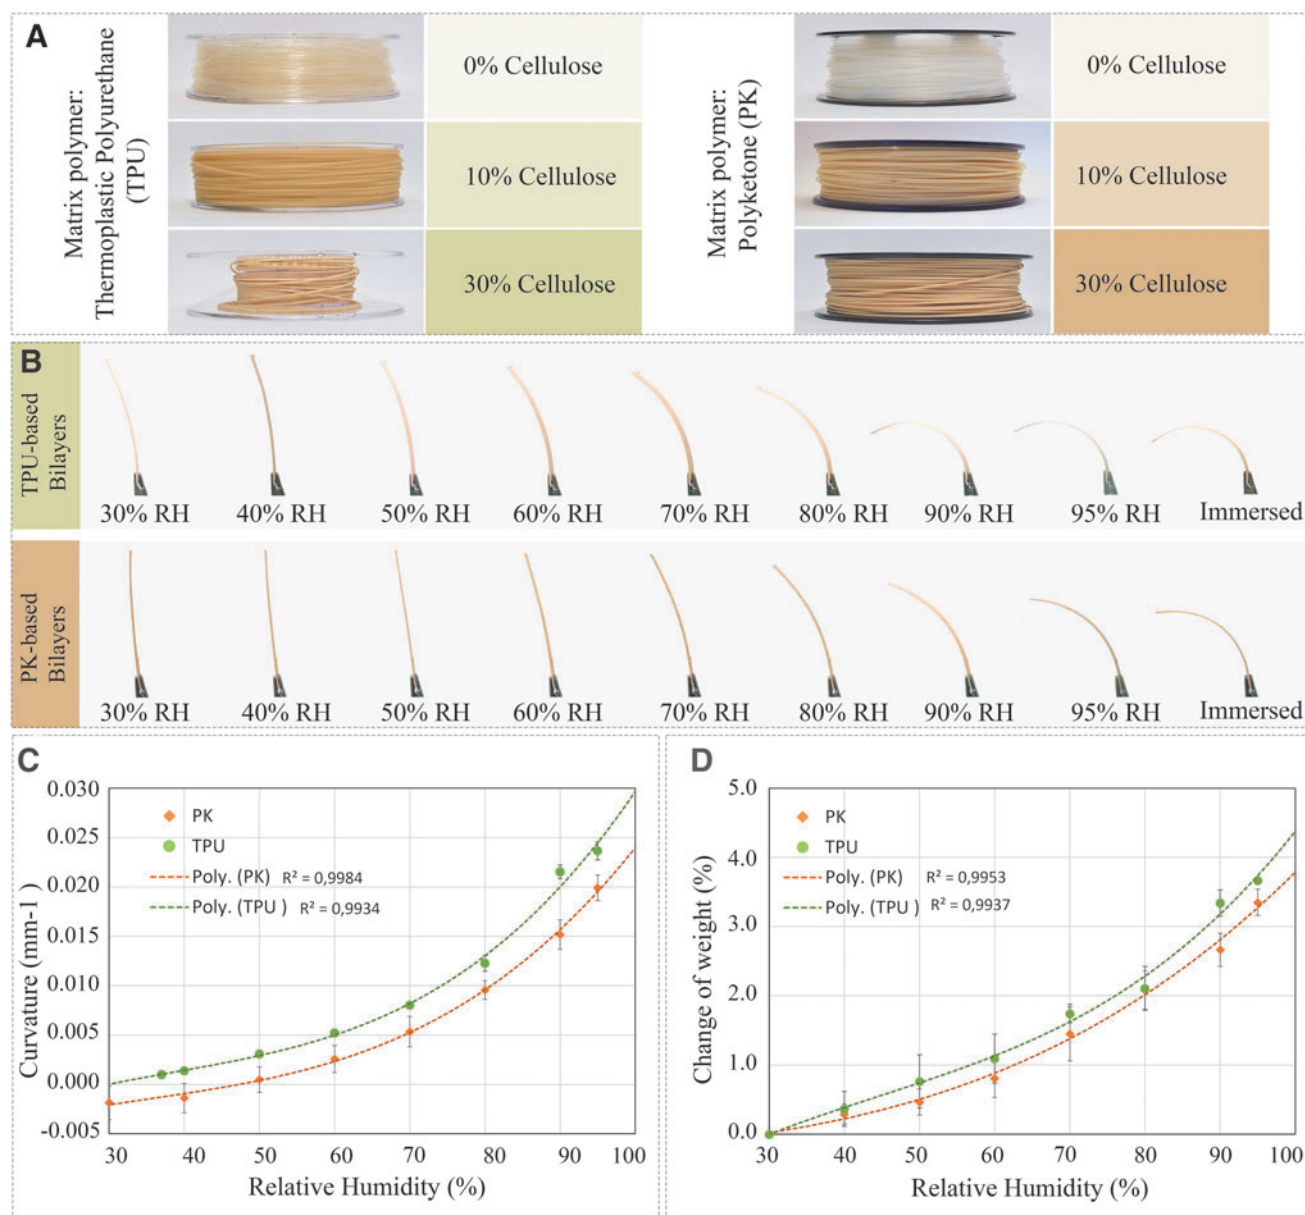 A
Matrix polymer:
Thermoplastic Polyurethane
(TPU)
0% Cellulose
10% Cellulose
30% Cellulose
Matrix polymer:
Polyketone (PK)
0% Cellulose
10% Cellulose
30% Cellulose
B
TPU-based
Bilayers
30% RH
40% RH
50% RH
60% RH
70% RH
80% RH
90% RH
95% RH
Immersed
PK-based
Bilayers
30% RH
40% RH
50% RH
60% RH
70% RH
80% RH
90% RH
95% RH
Immersed
C
Curvature (mm-1 )
0.030
0.025
0.020
0.015
0.010
0.005
0.000
-0.005
PK
TPU
Poly. (PK) R² = 0,9984
Poly. (TPU ) R² = 0,9934
30 40 50 60 70 80 90 100
Relative Humidity (%)
D
Change of weight (%)
5.0
4.0
3.0
2.0
1.0
0.0
PK
TPU
Poly. (PK) R² = 0,9953
Poly. (TPU ) R² = 0,9937
30 40 50 60 70 80 90 100
Relative Humidity (%)